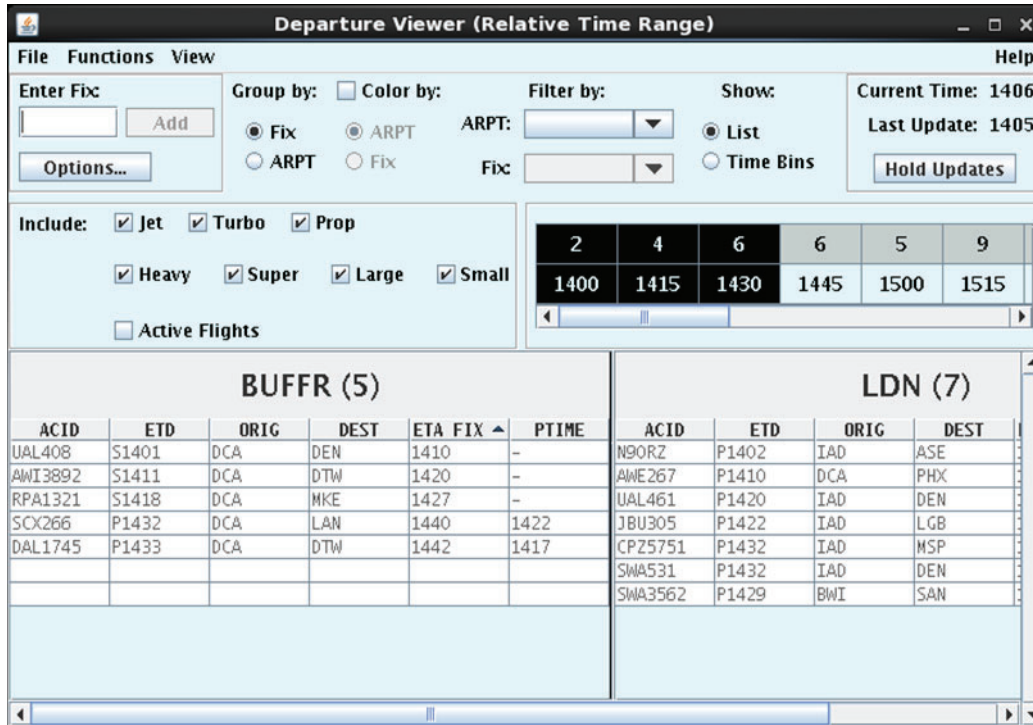 Departure Viewer (Relative Time Range)
File Functions View Help
Enter Fix: Group by: Color by: Filter by: Show: Current Time: 1406
Add Fix ARPT ARPT: List Last Update: 1405
Options... ARPT Fix Fix: Time Bins Hold Updates
Include: Jet Turbo Prop
Heavy Super Large Small
Active Flights
2 4 6 6 5 9
1400 1415 1430 1445 1500 1515
BUFFR (5)
ACID ETD ORIG DEST ETA FIX PTIME
UAL408 S1401 DCA DEN 1410 -
AWI3892 S1411 DCA DTW 1420 -
RPA1321 S1418 DCA MKE 1427 -
SCX266 P1432 DCA LAN 1440 1422
DAL1745 P1433 DCA DTW 1442 1417
LDN (7)
ACID ETD ORIG DEST
N90RZ P1402 IAD ASE
AWE267 P1410 DCA PHX
UAL461 P1420 IAD DEN
JBU305 P1422 IAD LGB
CPZ5751 P1432 IAD MSP
SWA531 P1432 IAD DEN
SWA3562 P1429 BWI SAN